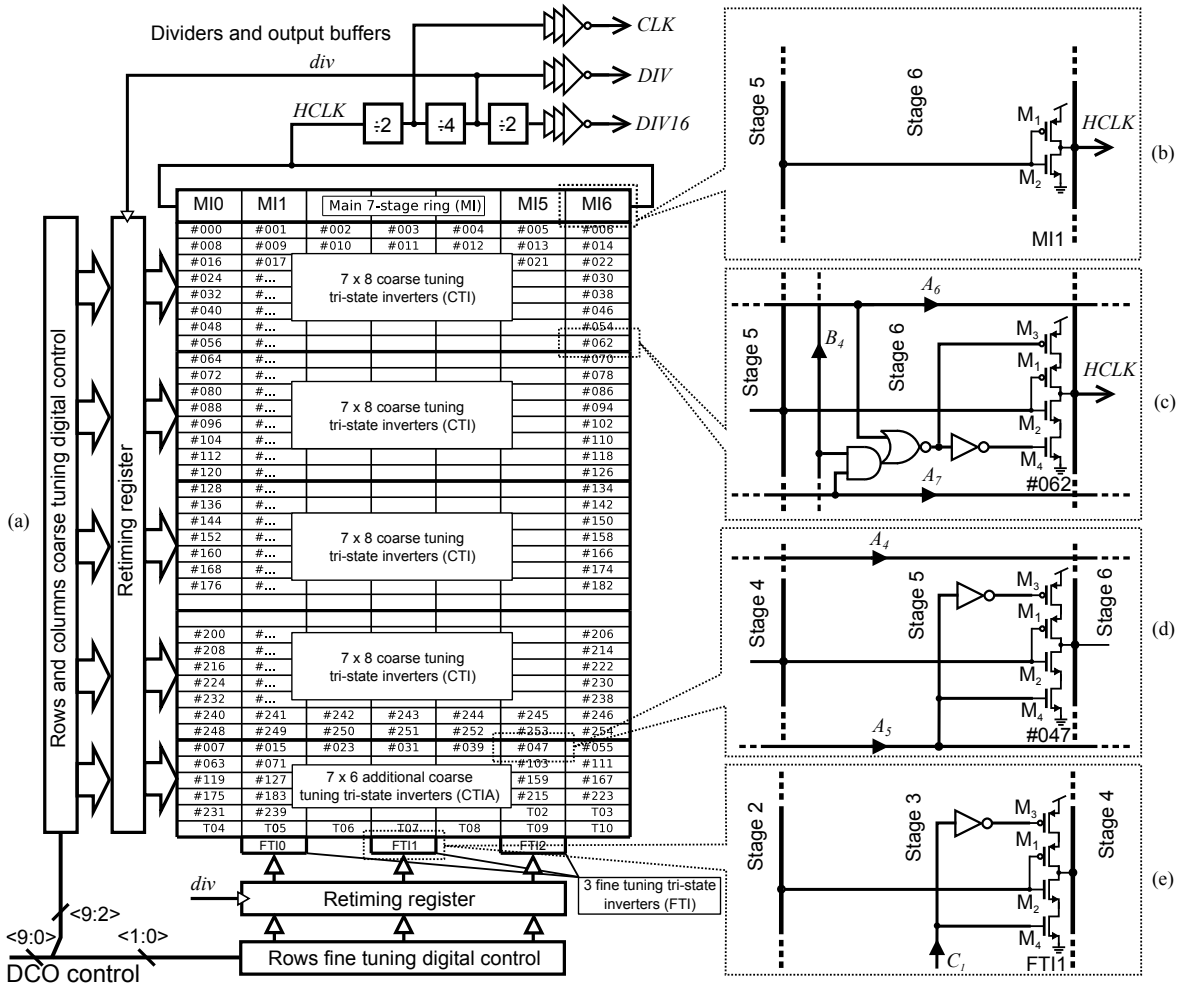 Dividers and output buffers
CLK
div
DIV
HCLK
÷2
÷4
÷2
DIV16
(a)
Rows and columns coarse tuning digital control
Retiming register
MI0 MI1 Main 7-stage ring (MI) MI5 MI6
#000 #001 #002 #003 #004 #005 #006
#008 #009 #010 #011 #012 #013 #014
#016 #017 #021 #022
#024 #... #030
#032 #... #038
#040 #... #046
#048 #... #054
#056 #... #062
7 x 8 coarse tuning
tri-state inverters (CTI)
#064 #... #070
#072 #... #078
#080 #... #086
#088 #... #094
#096 #... #102
#104 #... #110
#112 #... #118
#120 #... #126
7 x 8 coarse tuning
tri-state inverters (CTI)
#128 #... #134
#136 #... #142
#144 #... #150
#152 #... #158
#160 #... #166
#168 #... #174
#176 #... #182
7 x 8 coarse tuning
tri-state inverters (CTI)
#200 #... #206
#208 #... #214
#216 #... #222
#224 #... #230
#232 #... #238
7 x 8 coarse tuning
tri-state inverters (CTI)
#240 #241 #242 #243 #244 #245 #246
#248 #249 #250 #251 #252 #253 #254
#007 #015 #023 #031 #039 #047 #055
#063 #071 #103 #111
#119 #127 #159 #167
#175 #183 #215 #223
#231 #239 T02 T03
7 x 6 additional coarse
tuning tri-state inverters (CTIA)
T04 T05 T06 T07 T08 T09 T10
FTI0 FTI1 FTI2
3 fine tuning tri-state
inverters (FTI)
div
Retiming register
Rows fine tuning digital control
<9:2>
<9:0>
<1:0>
DCO control
Stage 5
Stage 6
M1
M2
HCLK
MI1
(b)
A6
Stage 5
B4
Stage 6
M3
M1
M2
M4
HCLK
A7
#062
(c)
A4
Stage 4
Stage 5
M3
M1
M2
M4
Stage 6
A5
#047
(d)
Stage 2
Stage 3
M3
M1
M2
M4
Stage 4
C1
FTI1
(e)